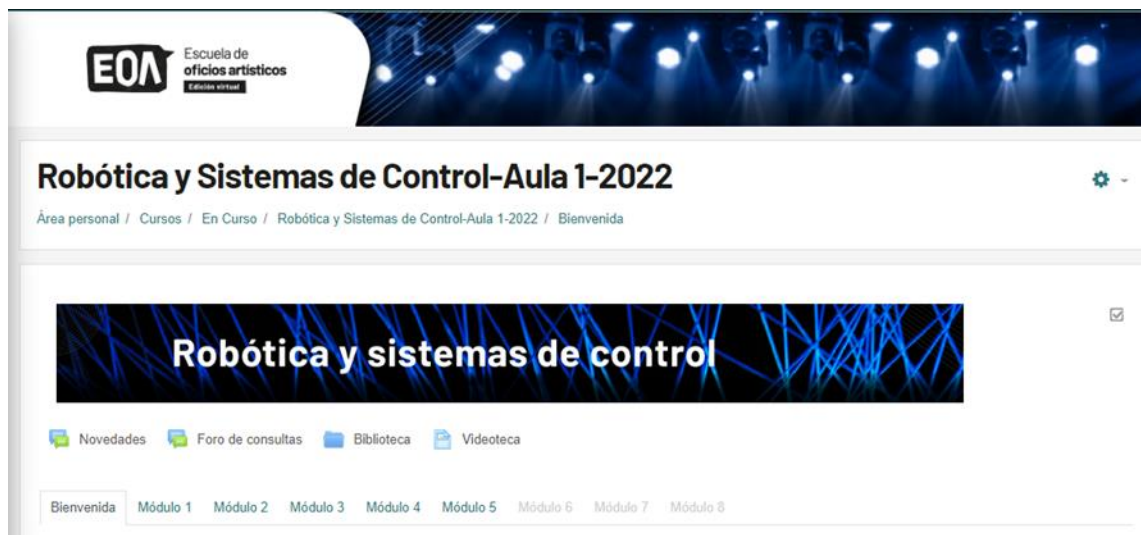 EOA
Escuela de
oficios artísticos
Edición virtual
Robótica y Sistemas de Control-Aula 1-2022
Área personal / Cursos / En Curso / Robótica y Sistemas de Control-Aula 1-2022 / Bienvenida
Robótica y sistemas de control
Novedades Foro de consultas Biblioteca Videoteca
Bienvenida Módulo 1 Módulo 2 Módulo 3 Módulo 4 Módulo 5 Módulo 6 Módulo 7 Módulo 8